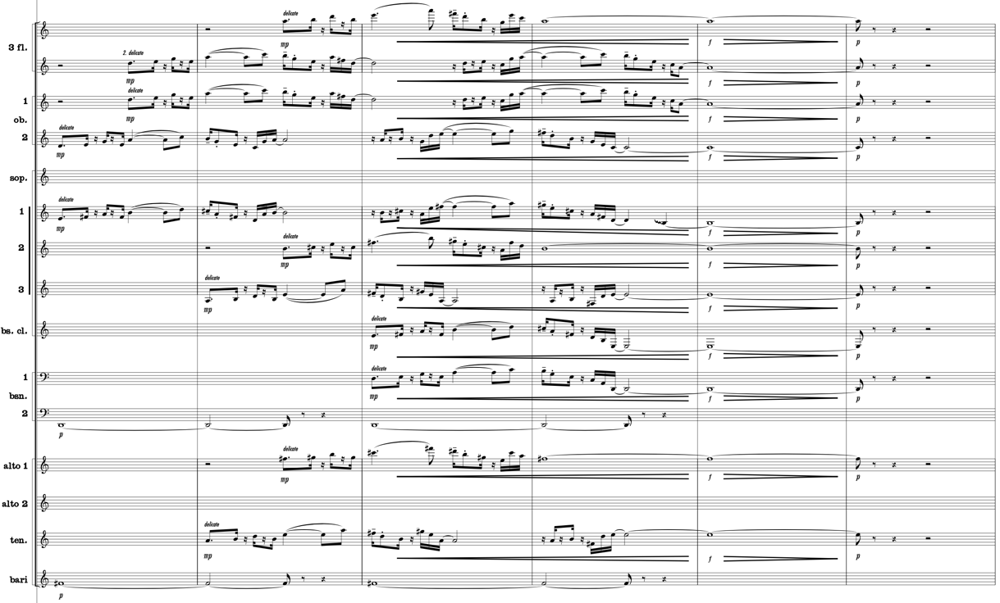 delicate
3 fl.
mp
f
p
2. delicate
mp
f
p
delicate
1
mp
f
p
ob.
delicate
2
mp
f
p
sop.
delicate
1
mp
f
p
delicate
2
mp
f
p
delicate
3
mp
f
p
delicate
bs. cl.
mp
f
p
delicate
1
mp
f
p
bsn.
2
p
delicate
alto 1
mp
f
p
alto 2
delicate
ten.
mp
f
p
bari
p